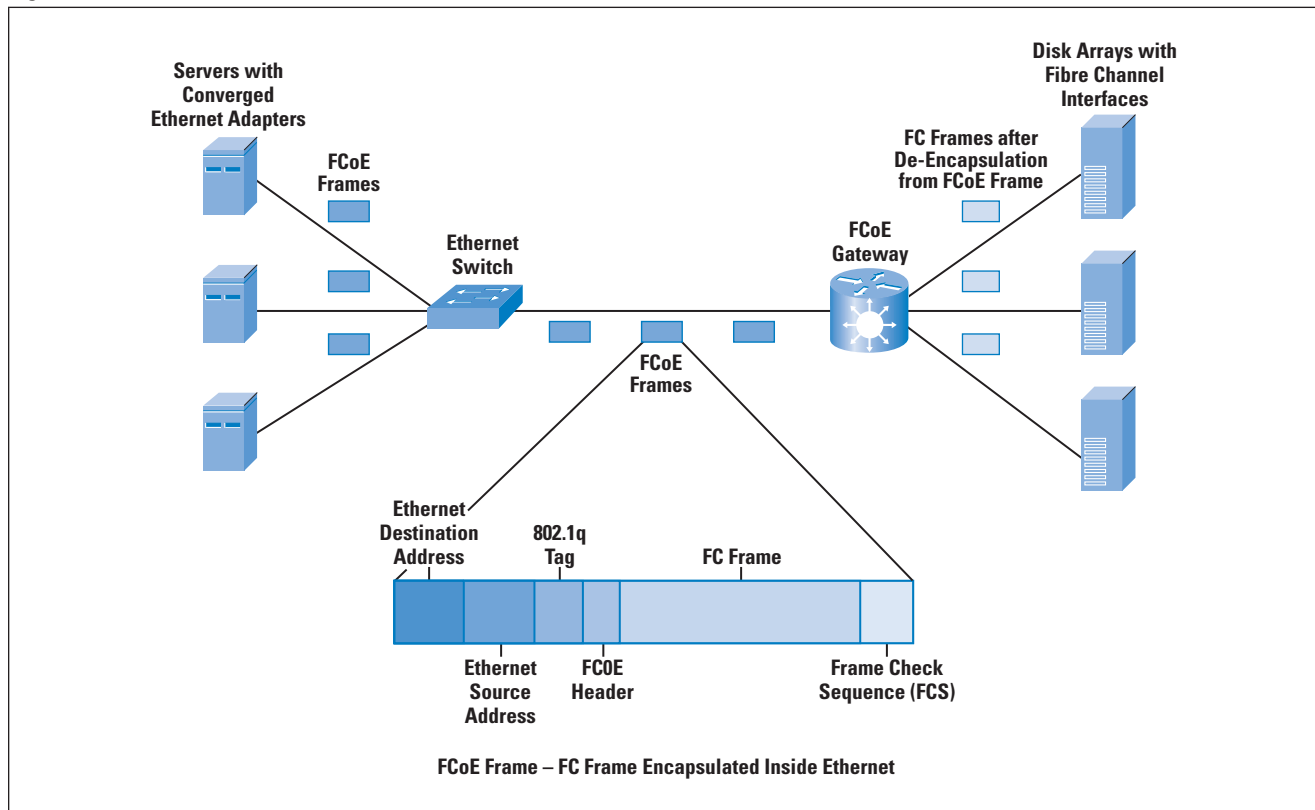 Servers with
Converged
Ethernet Adapters
FCoE
Frames
Ethernet
Switch
FCoE
Frames
FCoE
Gateway
FC Frames after
De-Encapsulation
from FCoE Frame
Disk Arrays with
Fibre Channel
Interfaces
Ethernet
Destination
Address
802.1q
Tag
FC Frame
Ethernet
Source
Address
FC0E
Header
Frame Check
Sequence (FCS)
FCoE Frame – FC Frame Encapsulated Inside Ethernet